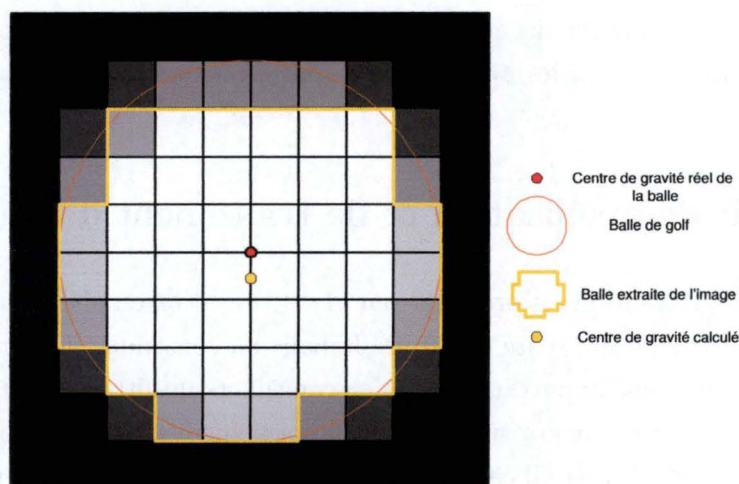 Centre de gravité réel de
la balle
Balle de golf
Balle extraite de l'image
Centre de gravité calculé